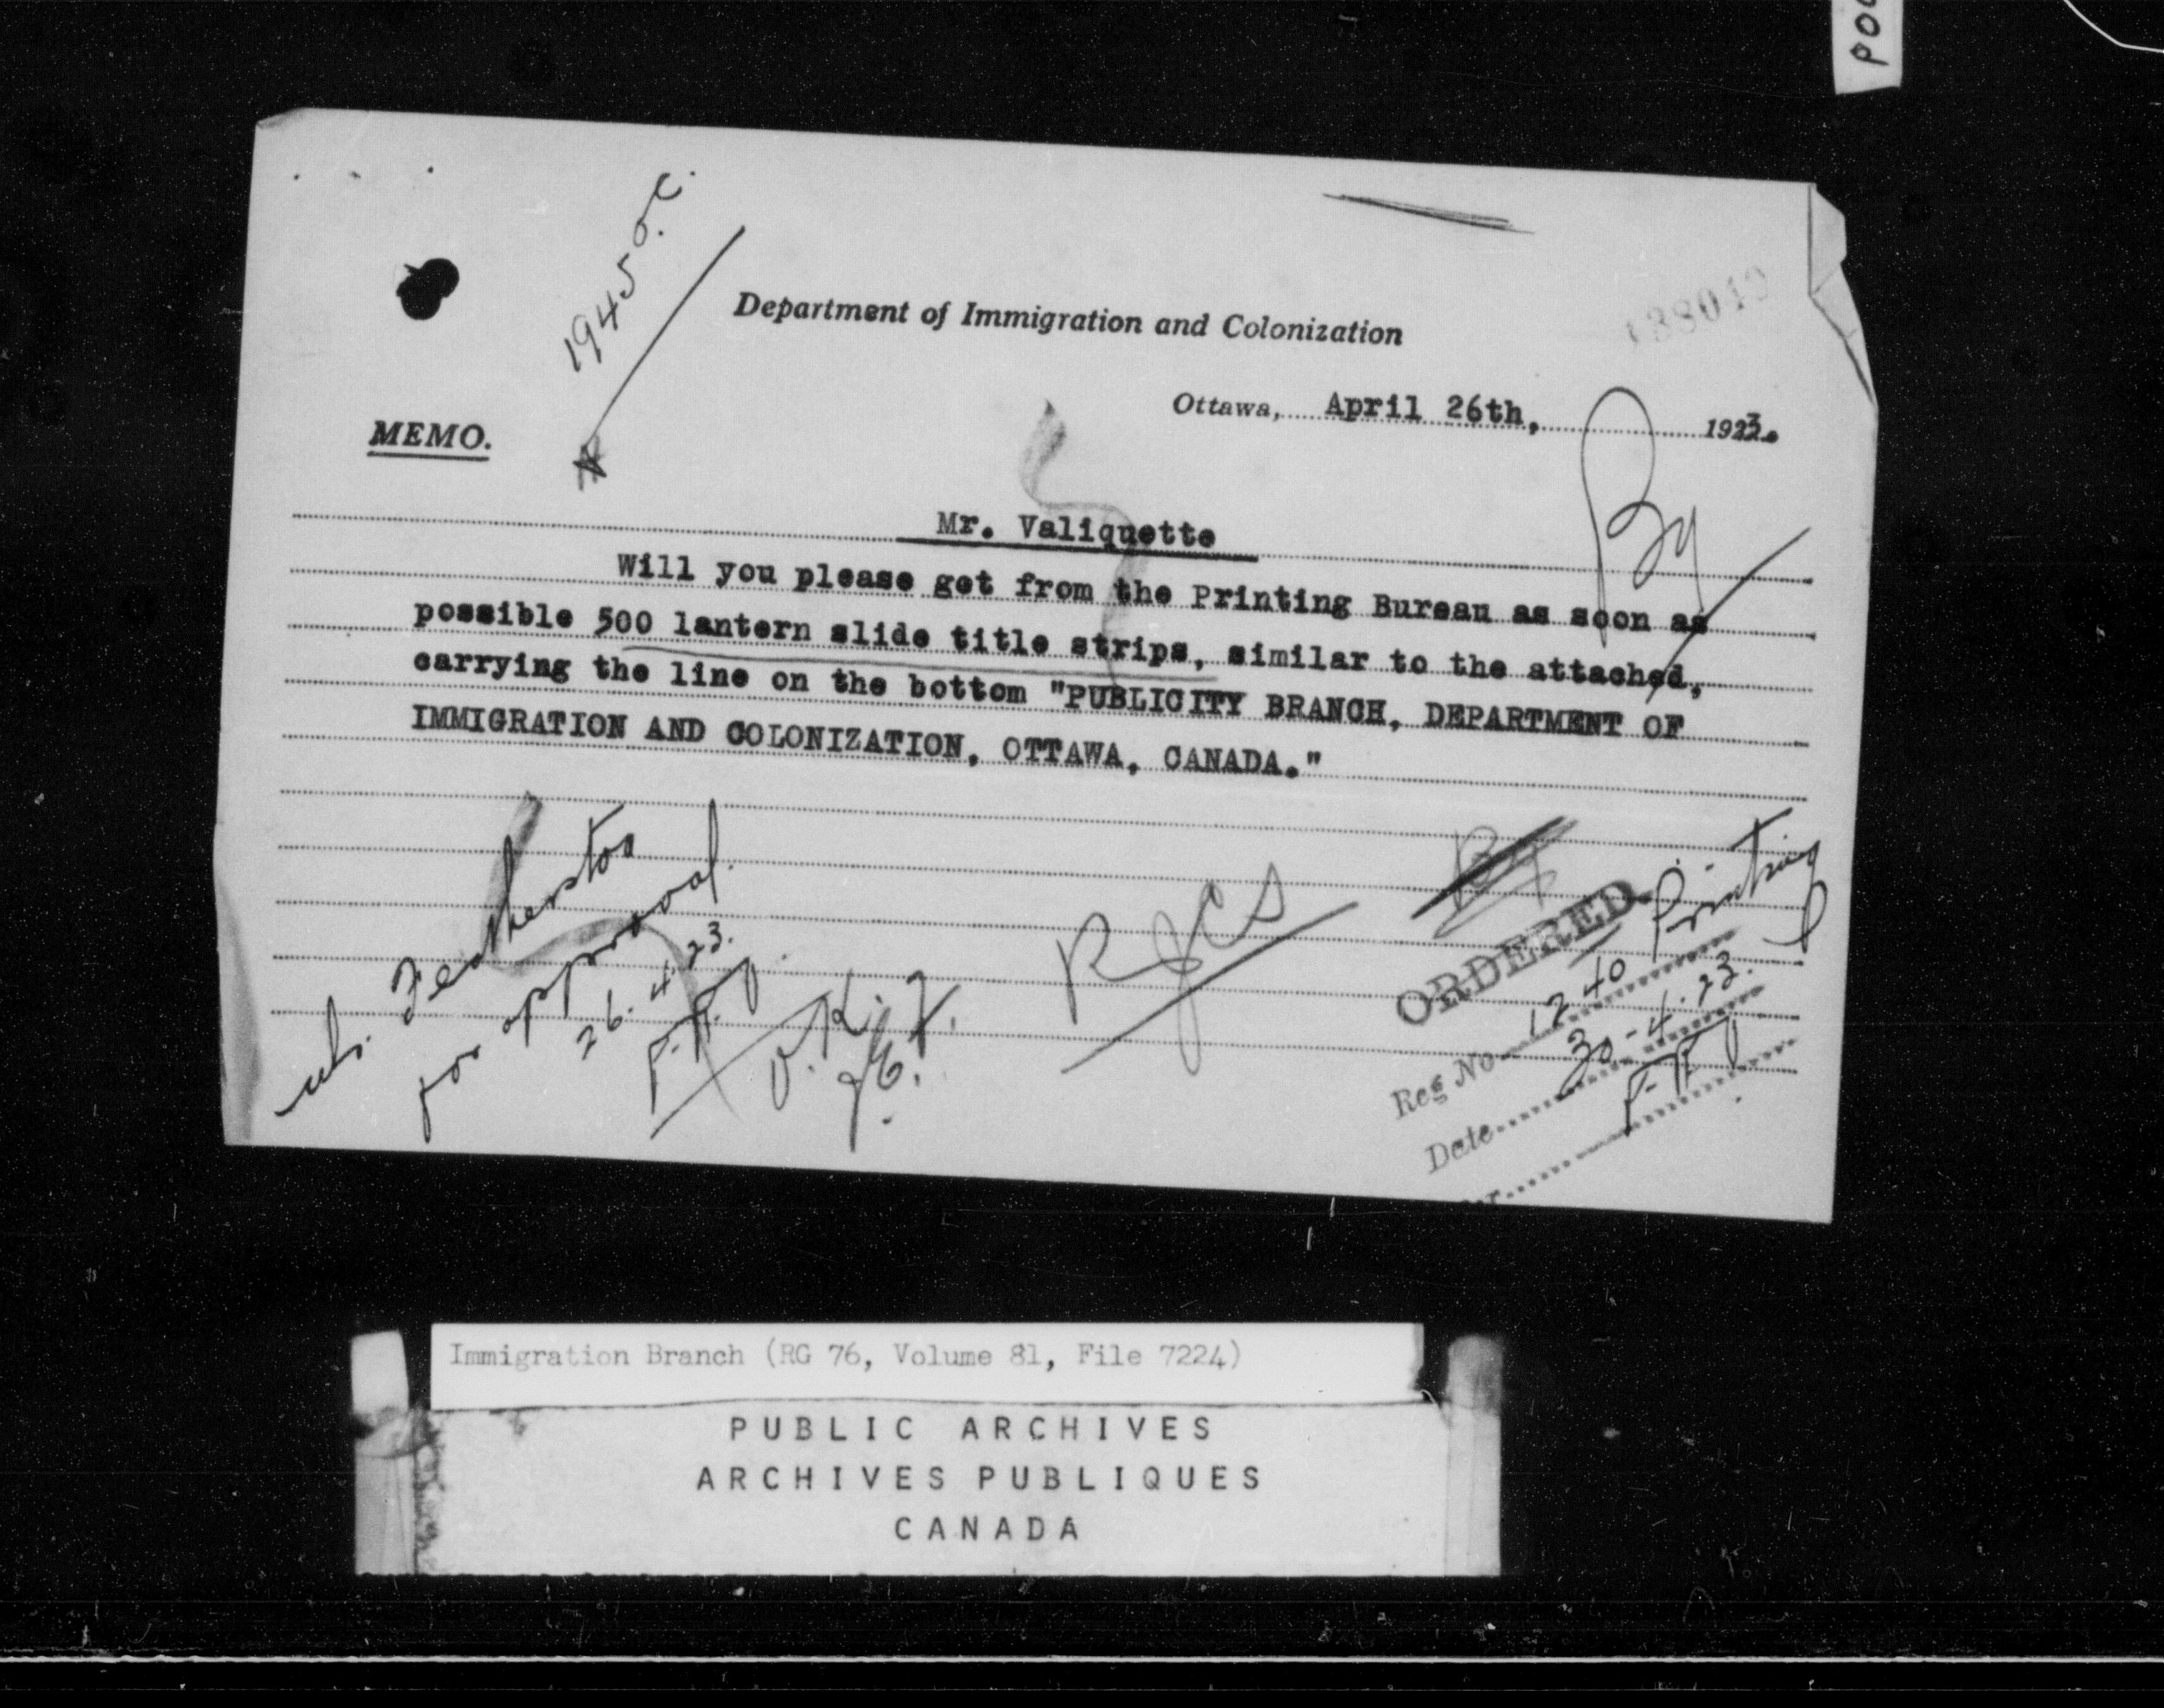 1945 O.C.
Department of Immigration and Colonization
188049
Ottawa, April 26th, 1923.
MEMO.
Mr. Valiquette
Will you please get from the Printing Bureau as soon as
possible 500 lantern slide title strips, similar to the attached,
carrying the line on the bottom "PUBLICITY BRANCH, DEPARTMENT OF
IMMIGRATION AND COLONIZATION, OTTAWA, CANADA."
Featherston
for approval.
26.4.23.
O.K.
RJCS
ORDERED
Printing
Reg No 1240
Date 30-4.23.
Immigration Branch (RG 76, Volume 81, File 7224)
PUBLIC ARCHIVES
ARCHIVES PUBLIQUES
CANADA